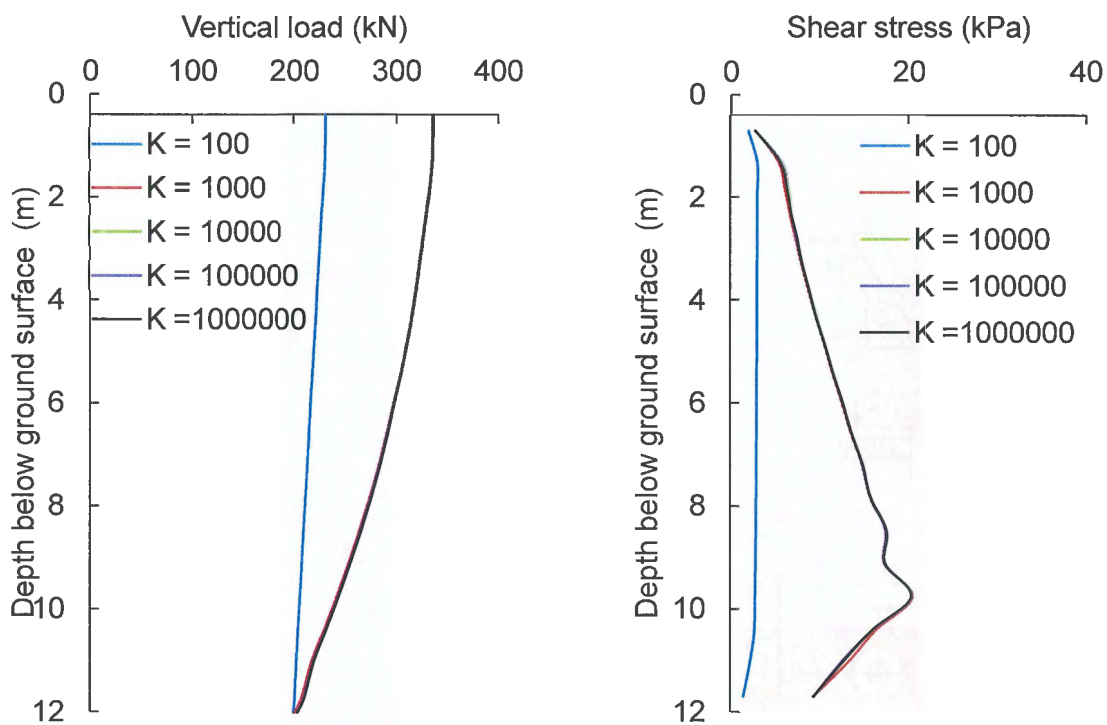 Vertical load (kN)
0 100 200 300 400
0
2
4
6
8
10
12
Depth below ground surface (m)
K = 100
K = 1000
K = 10000
K = 100000
K =1000000
Shear stress (kPa)
0 20 40
0
2
4
6
8
10
12
Depth below ground surface (m)
K = 100
K = 1000
K = 10000
K = 100000
K =1000000